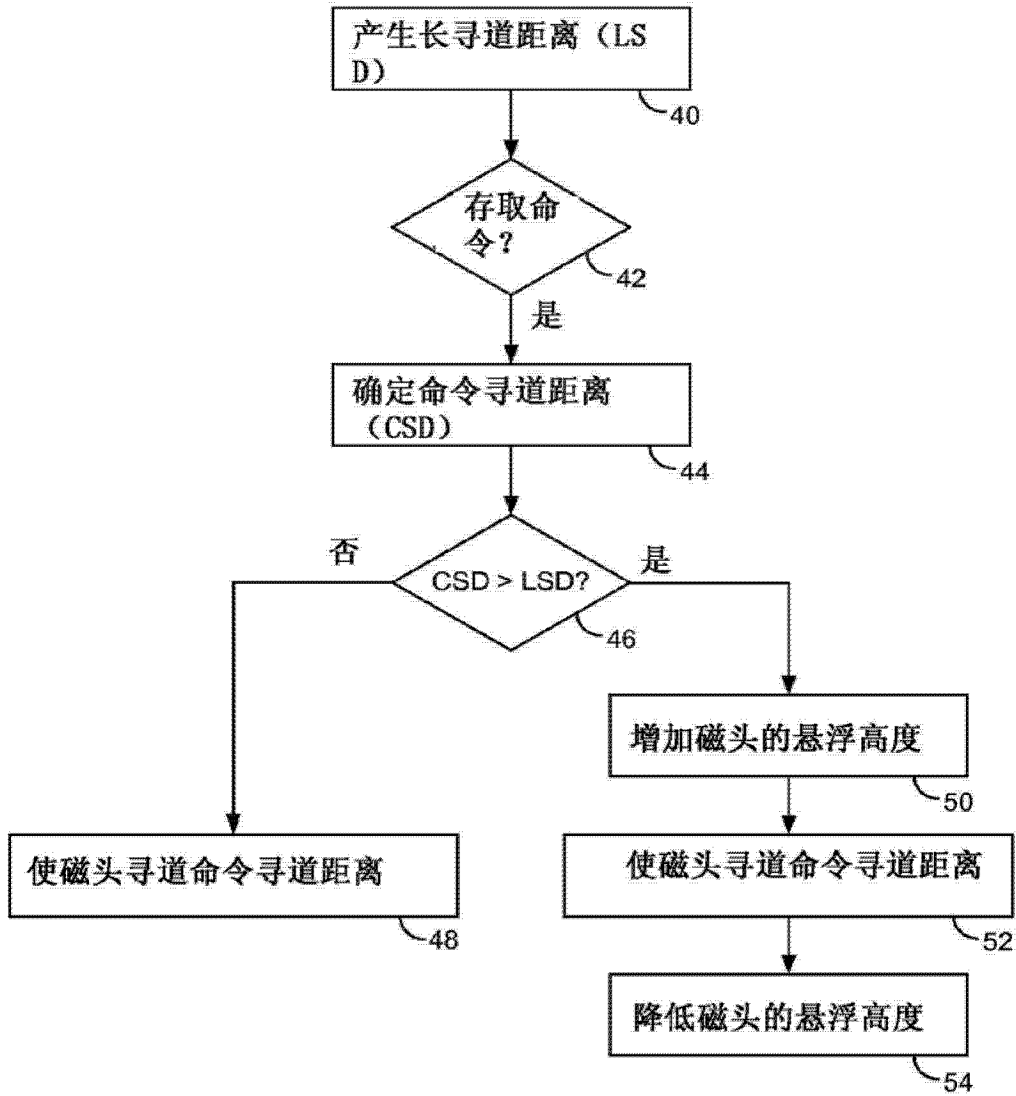 产生长寻道距离（LS
D）
40
存取命
令？
42
是
确定命令寻道距离
（CSD）
44
否
是
CSD > LSD?
46
增加磁头的悬浮高度
50
使磁头寻道命令寻道距离
48
使磁头寻道命令寻道距离
52
降低磁头的悬浮高度
54